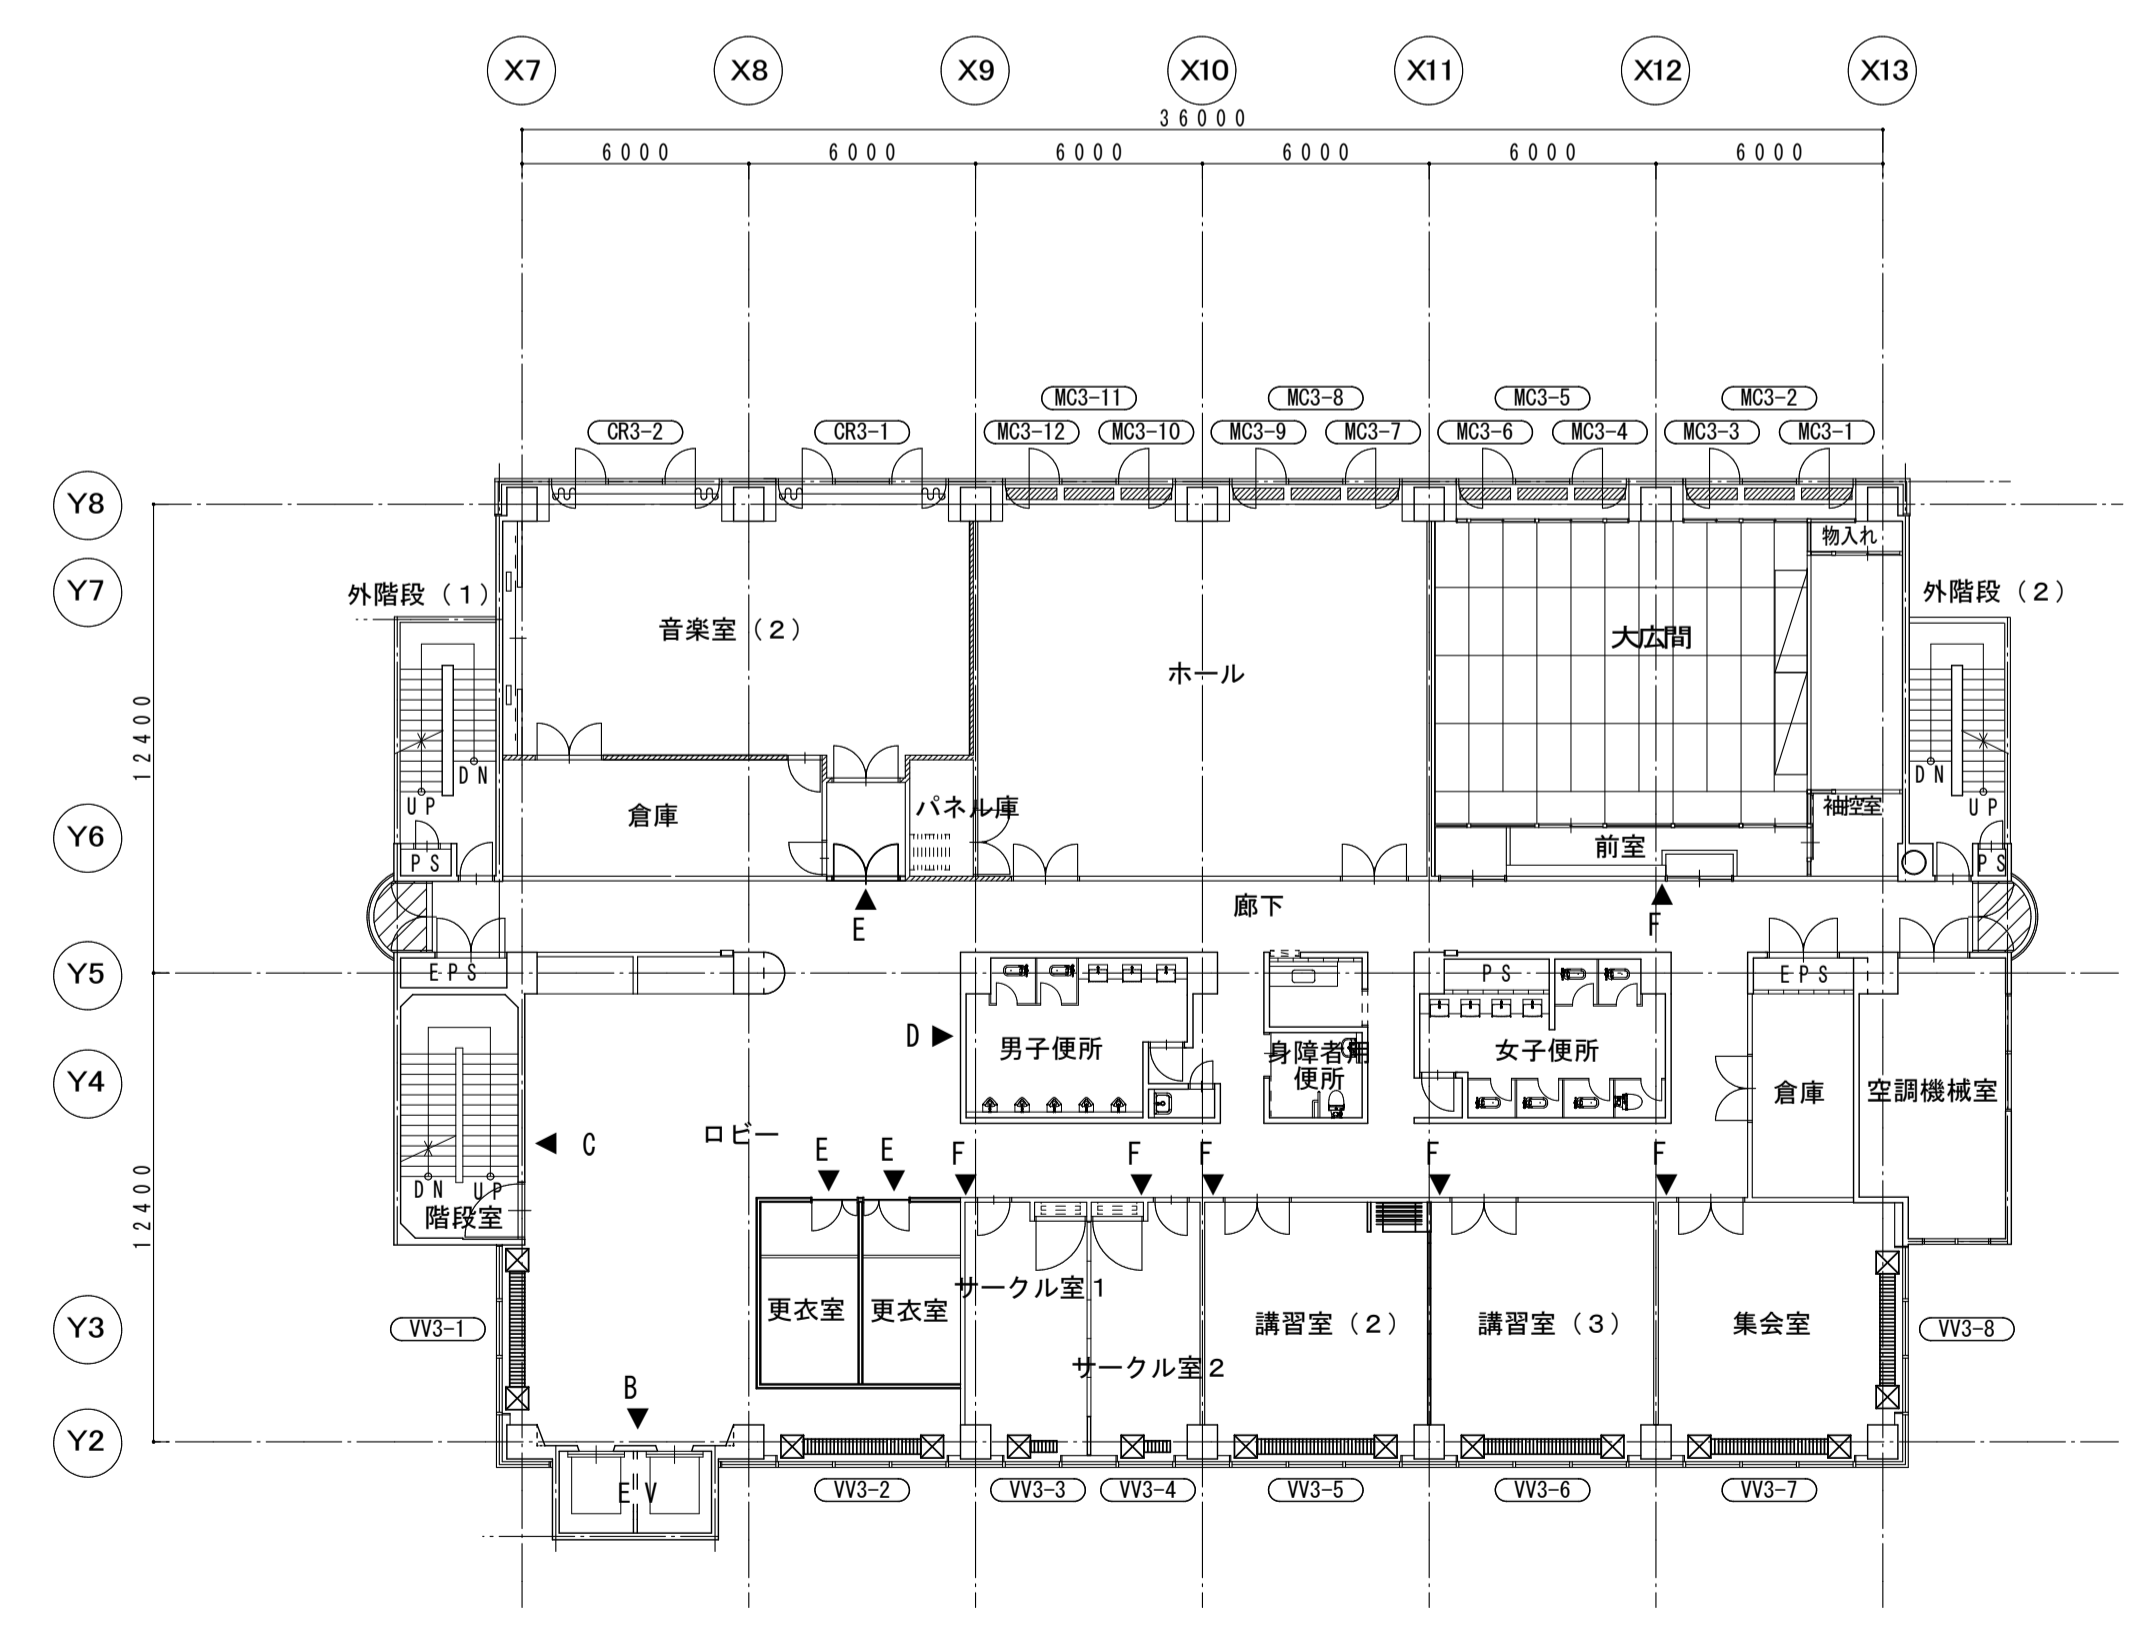 X7 X8 X9 X10 X11 X12 X13
36000
6000 6000 6000 6000 6000 6000
MC3-11 MC3-8 MC3-5 MC3-2
CR3-2 CR3-1 MC3-12 MC3-10 MC3-9 MC3-7 MC3-6 MC3-4 MC3-3 MC3-1
Y8
物入れ
Y7
外階段（１）
外階段（２）
音楽室（２）
大広間
ホール
12400
DN
UP
DN
UP
倉庫
パネル庫
袖控室
Y6
前室
PS
PS
廊下
E
F
Y5
EPS
PS
EPS
D
男子便所
身障者用
便所
女子便所
Y4
倉庫
空調機械室
ロビー
C
E E F F F F F
12400
DN UP
階段室
サークル室１
更衣室 更衣室
講習室（２）
講習室（３）
集会室
Y3
VV3-1
VV3-8
サークル室２
B
Y2
EV
VV3-2 VV3-3 VV3-4 VV3-5 VV3-6 VV3-7